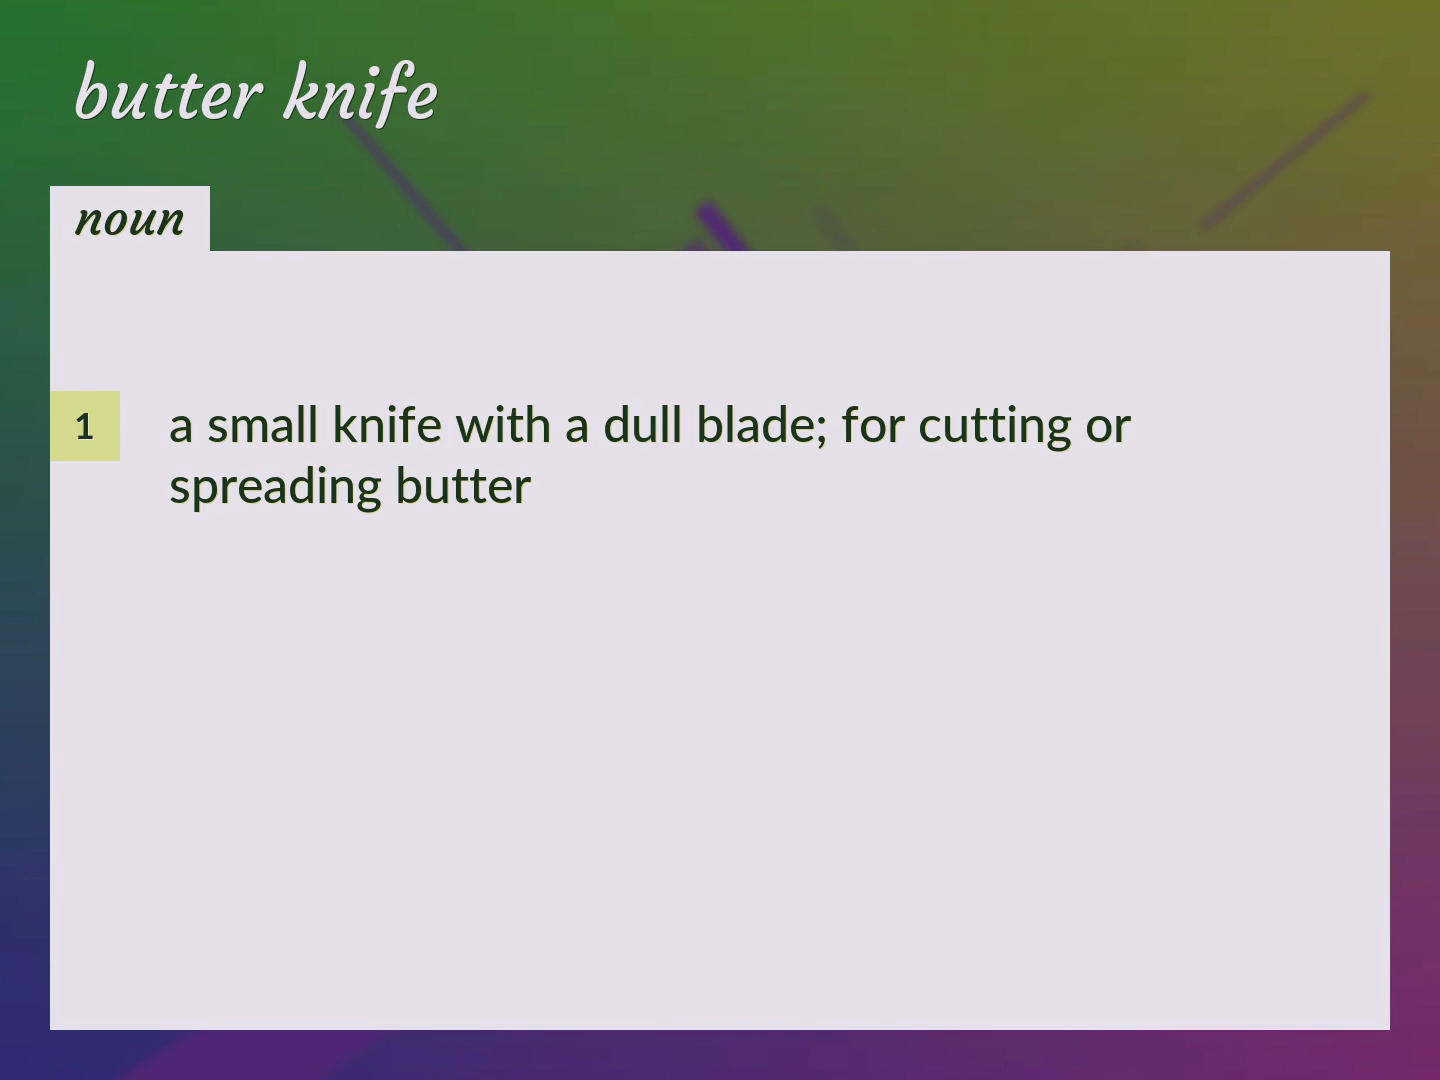 butter knife
noun
1
a small knife with a dull blade; for cutting or
spreading butter